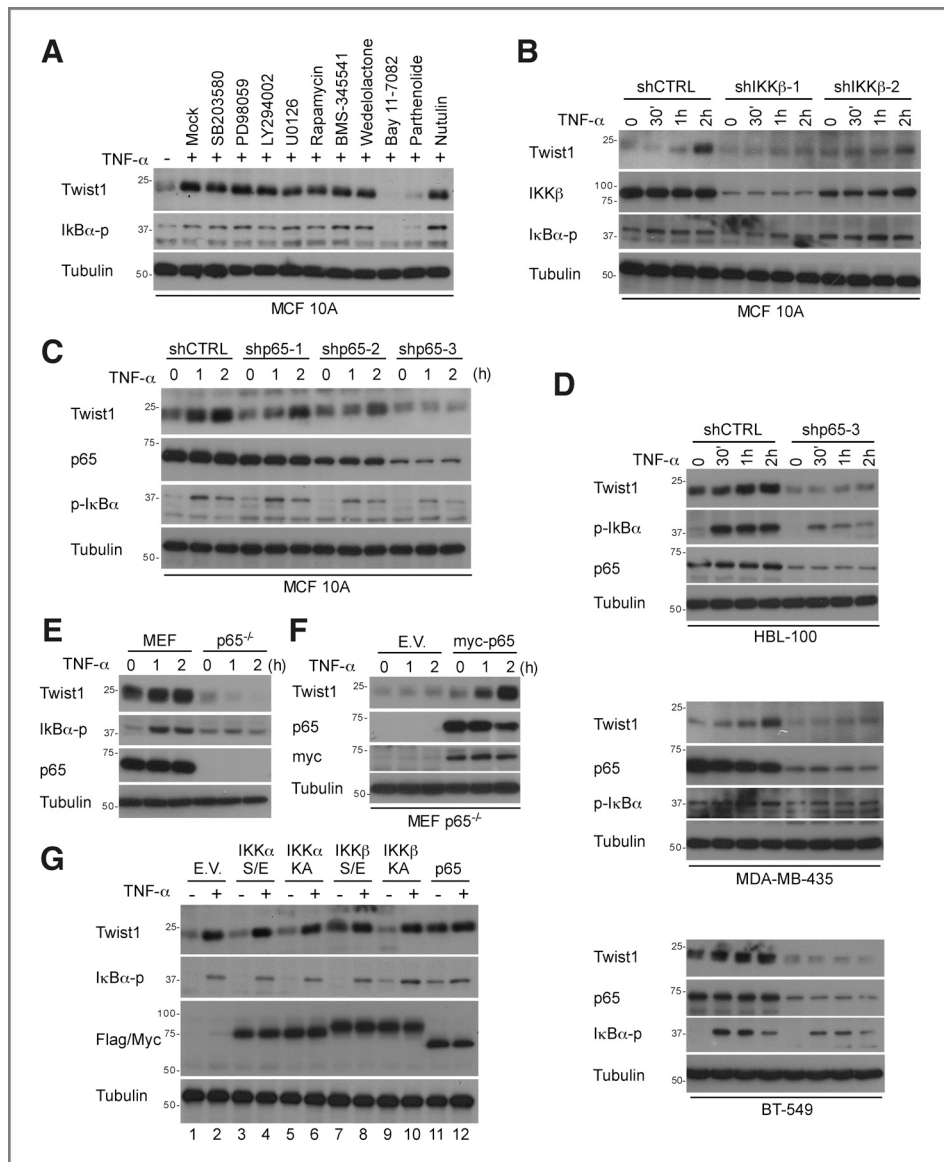 A
Mock
SB203580
PD98059
LY294002
U0126
Rapamycin
BMS-345541
Wedelolactone
Bay 11-7082
Parthenolide
Nutulin
TNF-α - + + + + + + + + + + +
Twist1 25-
IkBα-p 37-
Tubulin 50-
MCF 10A
B
shCTRL shIKKβ-1 shIKKβ-2
TNF-α 0 30' 1h 2h 0 30' 1h 2h 0 30' 1h 2h
Twist1 25-
IKKβ 100- 75-
IκBα-p 37-
Tubulin 50-
MCF 10A
C
shCTRL shp65-1 shp65-2 shp65-3
TNF-α 0 1 2 0 1 2 0 1 2 0 1 2 (h)
Twist1 25-
p65 75-
p-IκBα 37-
Tubulin 50-
MCF 10A
D
shCTRL shp65-3
TNF-α 0 30' 1h 2h 0 30' 1h 2h
Twist1 25-
p-IkBα 37-
p65 75-
Tubulin 50-
HBL-100
Twist1 25-
p65 75-
p-IκBα 37-
Tubulin 50-
MDA-MB-435
Twist1 25-
p65 75-
IκBα-p 37-
Tubulin 50-
BT-549
E
MEF p65-/-
TNF-α 0 1 2 0 1 2 (h)
Twist1 25-
IkBα-p 37-
p65 75-
Tubulin 50-
F
E.V. myc-p65
TNF-α 0 1 2 0 1 2 (h)
Twist1 25-
p65 75-
myc 75-
Tubulin 50-
MEF p65-/-
G
E.V. IKKα S/E IKKα KA IKKβ S/E IKKβ KA p65
TNF-α - + - + - + - + - + - +
Twist1 25-
IκBα-p 37-
Flag/Myc 100- 75- 50-
Tubulin 50-
1 2 3 4 5 6 7 8 9 10 11 12